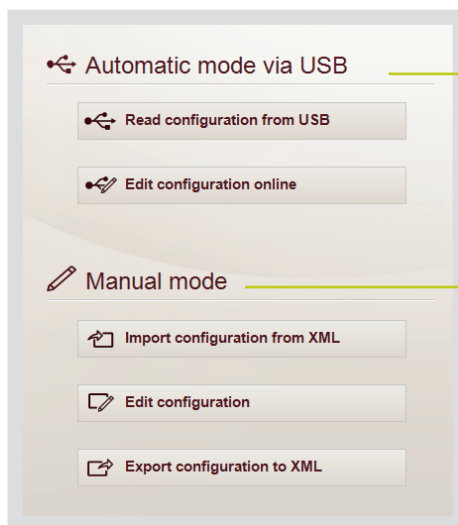 Automatic mode via USB
Read configuration from USB
Edit configuration online
Manual mode
Import configuration from XML
Edit configuration
Export configuration to XML